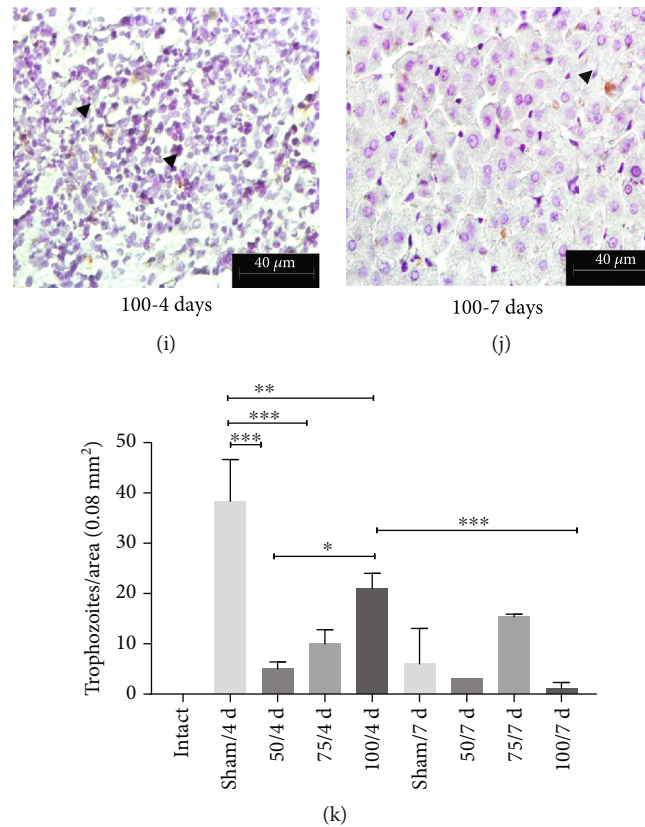 40 μm
40 μm
100-4 days
100-7 days
(i)
(j)
**
***
***
***
*
Trophozoites/area (0.08 mm²)
50
40
30
20
10
0
Intact
Sham/4 d
50/4 d
75/4 d
100/4 d
Sham/7 d
50/7 d
75/7 d
100/7 d
(k)